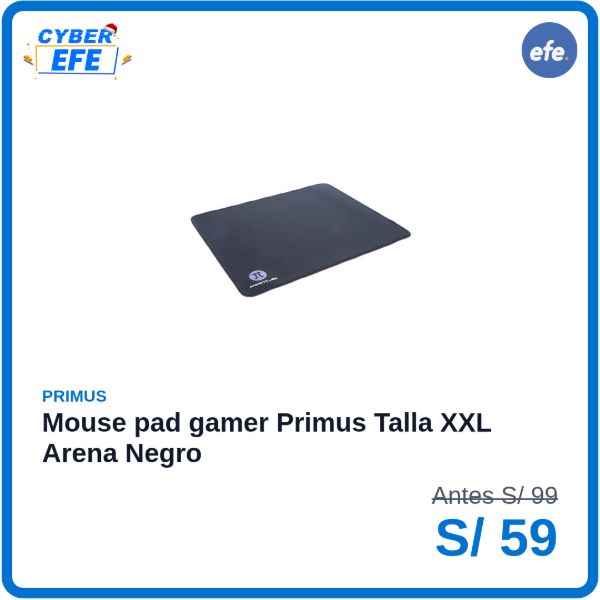 CYBER
EFE
efe.
PRIMUS
Mouse pad gamer Primus Talla XXL
Arena Negro
Antes S/ 99
S/ 59